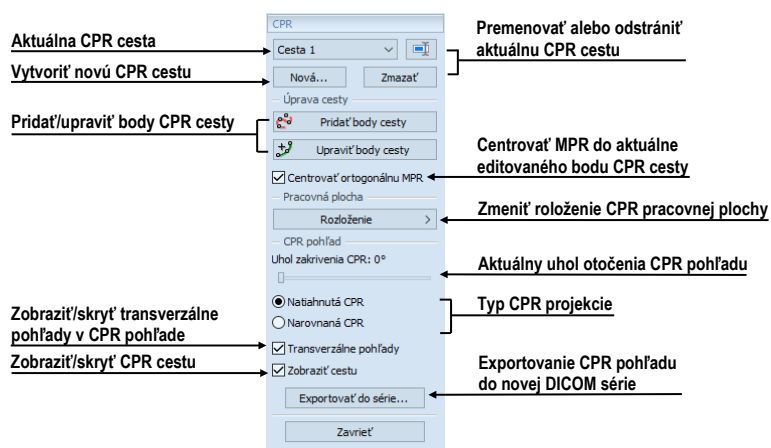 CPR
Aktuálna CPR cesta
Cesta 1
Premenovať alebo odstrániť
aktuálnu CPR cestu
Vytvoriť novú CPR cestu
Nová...
Zmazať
Úprava cesty
Pridať/upraviť body CPR cesty
Pridať body cesty
Upraviť body cesty
Centrovať MPR do aktuálne
editovaného bodu CPR cesty
Centrovať ortogonálnu MPR
Pracovná plocha
Rozloženie
Zmeniť roloženie CPR pracovnej plochy
CPR pohľad
Uhol zakrivenia CPR: 0°
Aktuálny uhol otočenia CPR pohľadu
Natiahnutá CPR
Narovnaná CPR
Typ CPR projekcie
Zobraziť/skryť transverzálne
pohľady v CPR pohľade
Transverzálne pohľady
Zobraziť/skryť CPR cestu
Zobraziť cestu
Exportovanie CPR pohľadu
do novej DICOM série
Exportovať do série...
Zavrieť